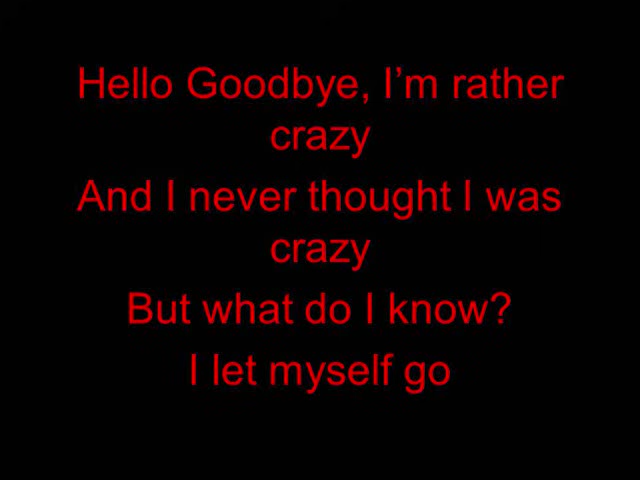 Hello Goodbye, I’m rather
crazy
And I never thought I was
crazy
But what do I know?
I let myself go